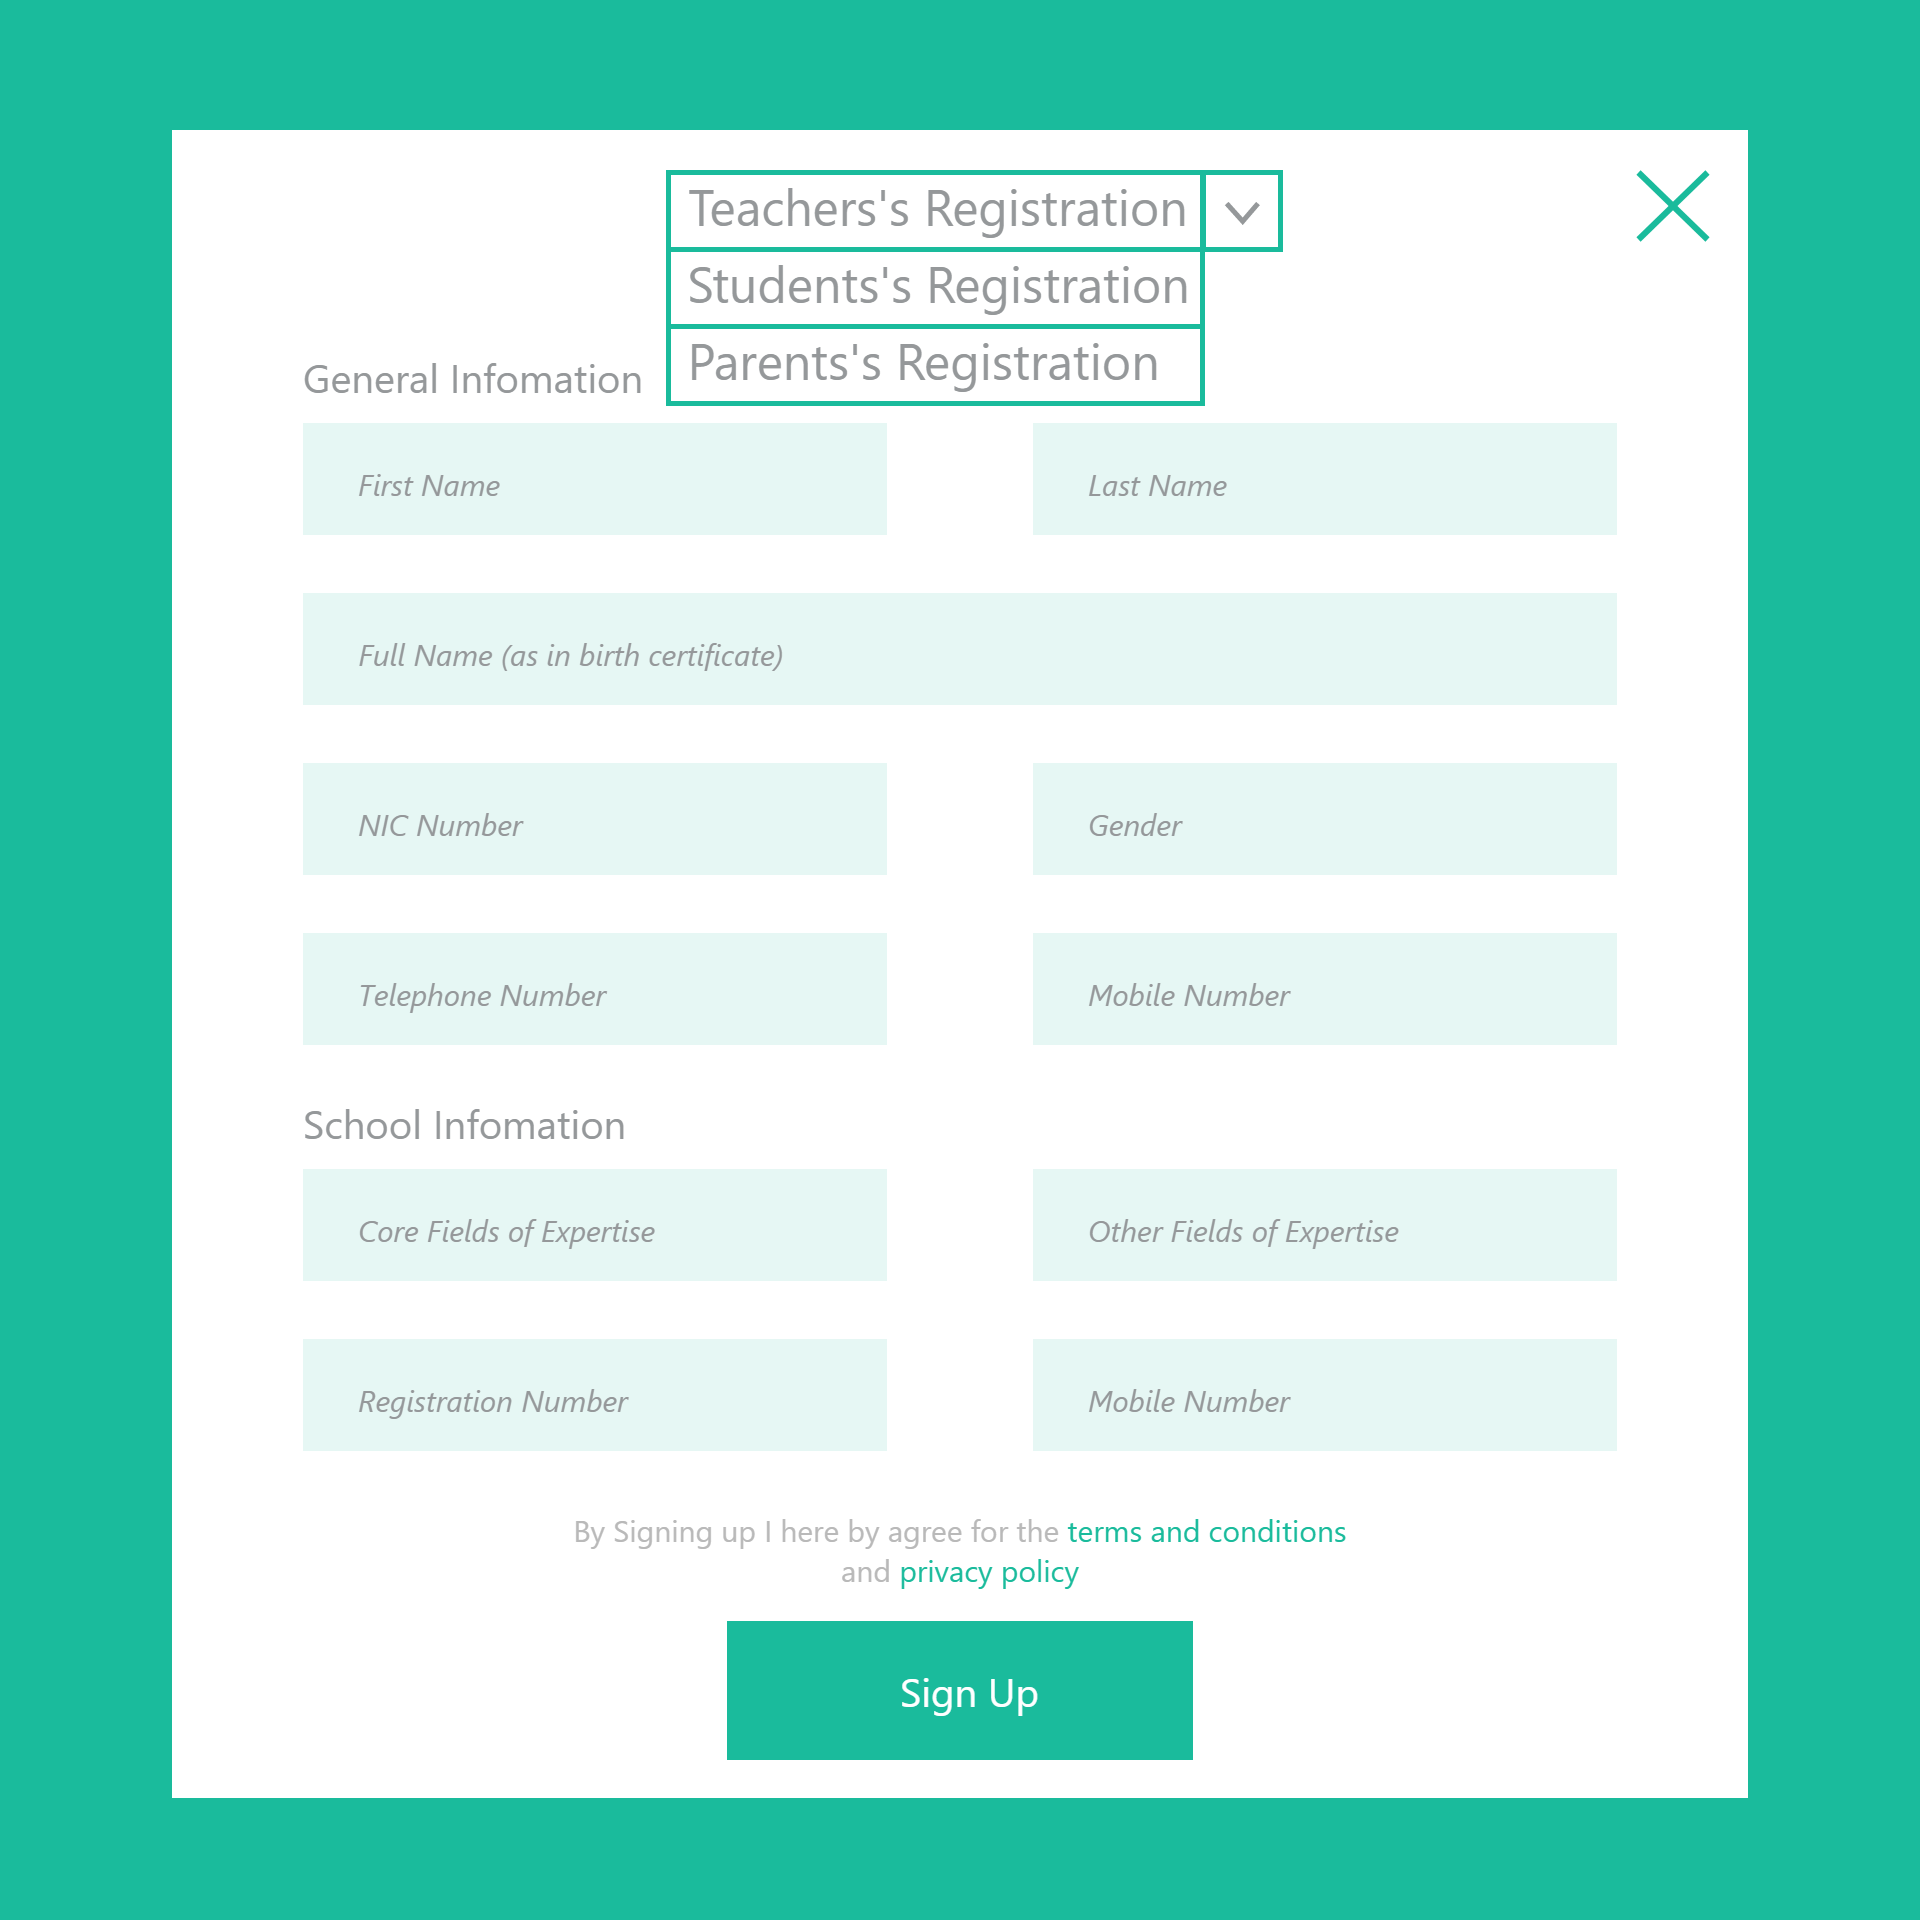 Teachers's Registration
Students's Registration
Parents's Registration
General Infomation
First Name
Last Name
Full Name (as in birth certificate)
NIC Number
Gender
Telephone Number
Mobile Number
School Infomation
Core Fields of Expertise
Other Fields of Expertise
Registration Number
Mobile Number
By Signing up I here by agree for the terms and conditions
and privacy policy
Sign Up